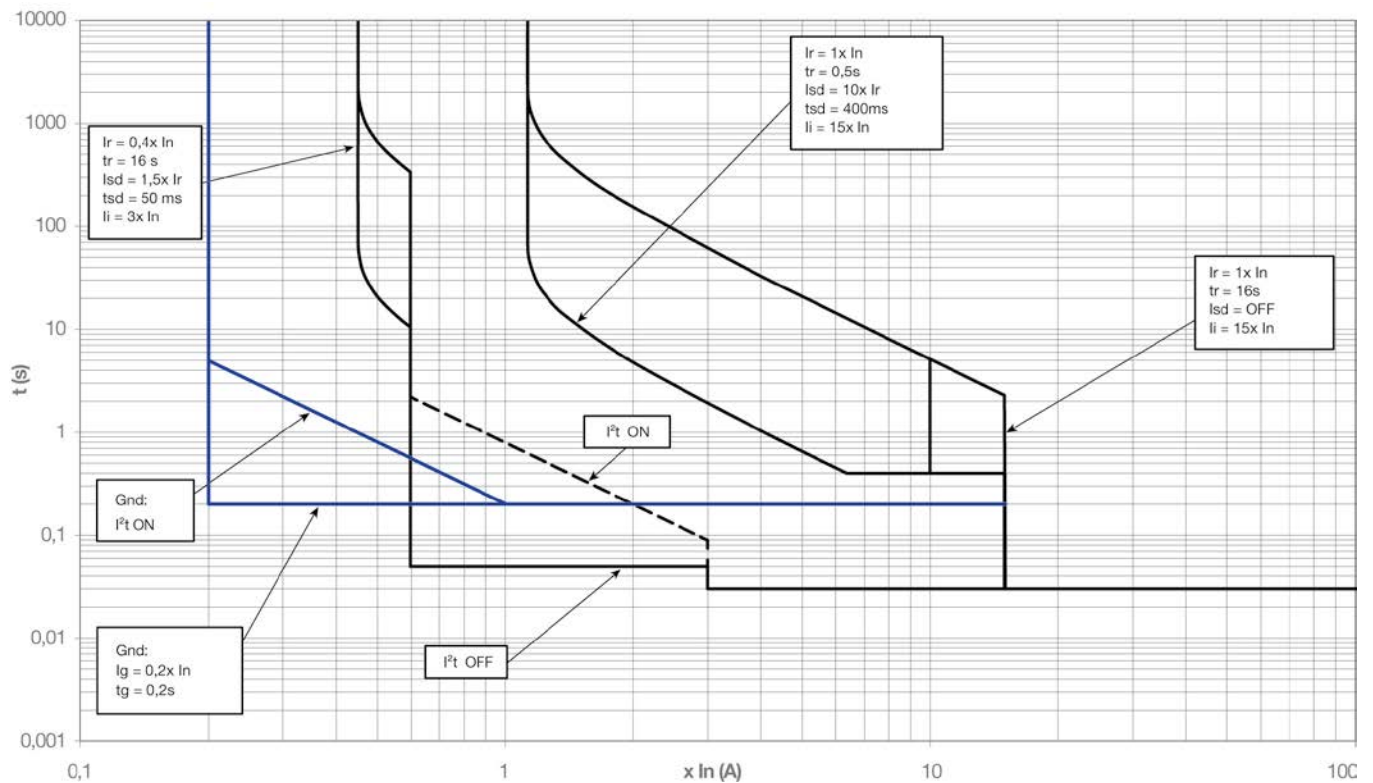 10000
1000
100
10
1
0,1
0,01
0,001
t (s)
Ir = 0,4x In
tr = 16 s
Isd = 1,5x Ir
tsd = 50 ms
Ii = 3x In
Ir = 1x In
tr = 0,5s
Isd = 10x Ir
tsd = 400ms
Ii = 15x In
Ir = 1x In
tr = 16s
Isd = OFF
Ii = 15x In
I²t ON
Gnd:
I²t ON
Gnd:
Ig = 0,2x In
tg = 0,2s
I²t OFF
0,1
1
x In (A)
10
100